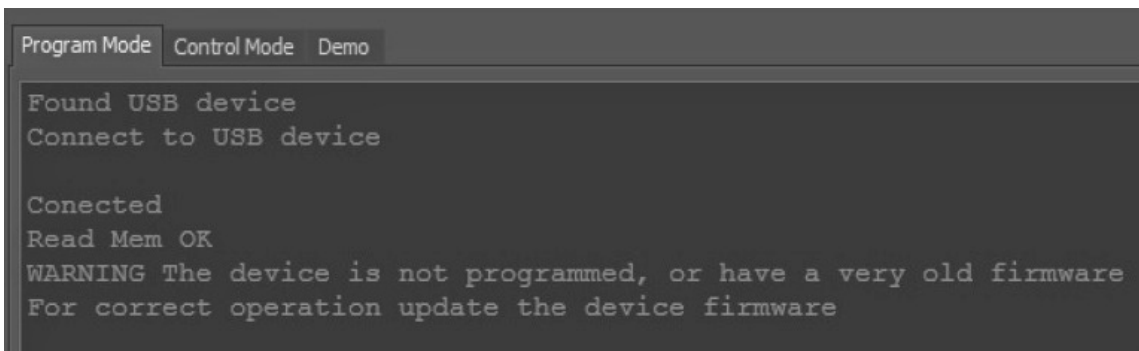 Program Mode Control Mode Demo
Found USB device
Connect to USB device
Conected
Read Mem OK
WARNING The device is not programmed, or have a very old firmware
For correct operation update the device firmware